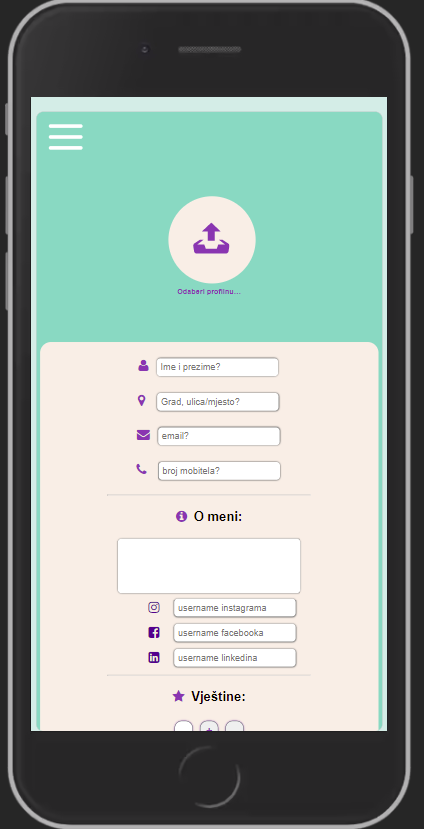 Odaberi profilnu...
Ime i prezime?
Grad, ulica/mjesto?
email?
broj mobitela?
O meni:
username instagrama
username facebooka
username linkedina
Vještine: